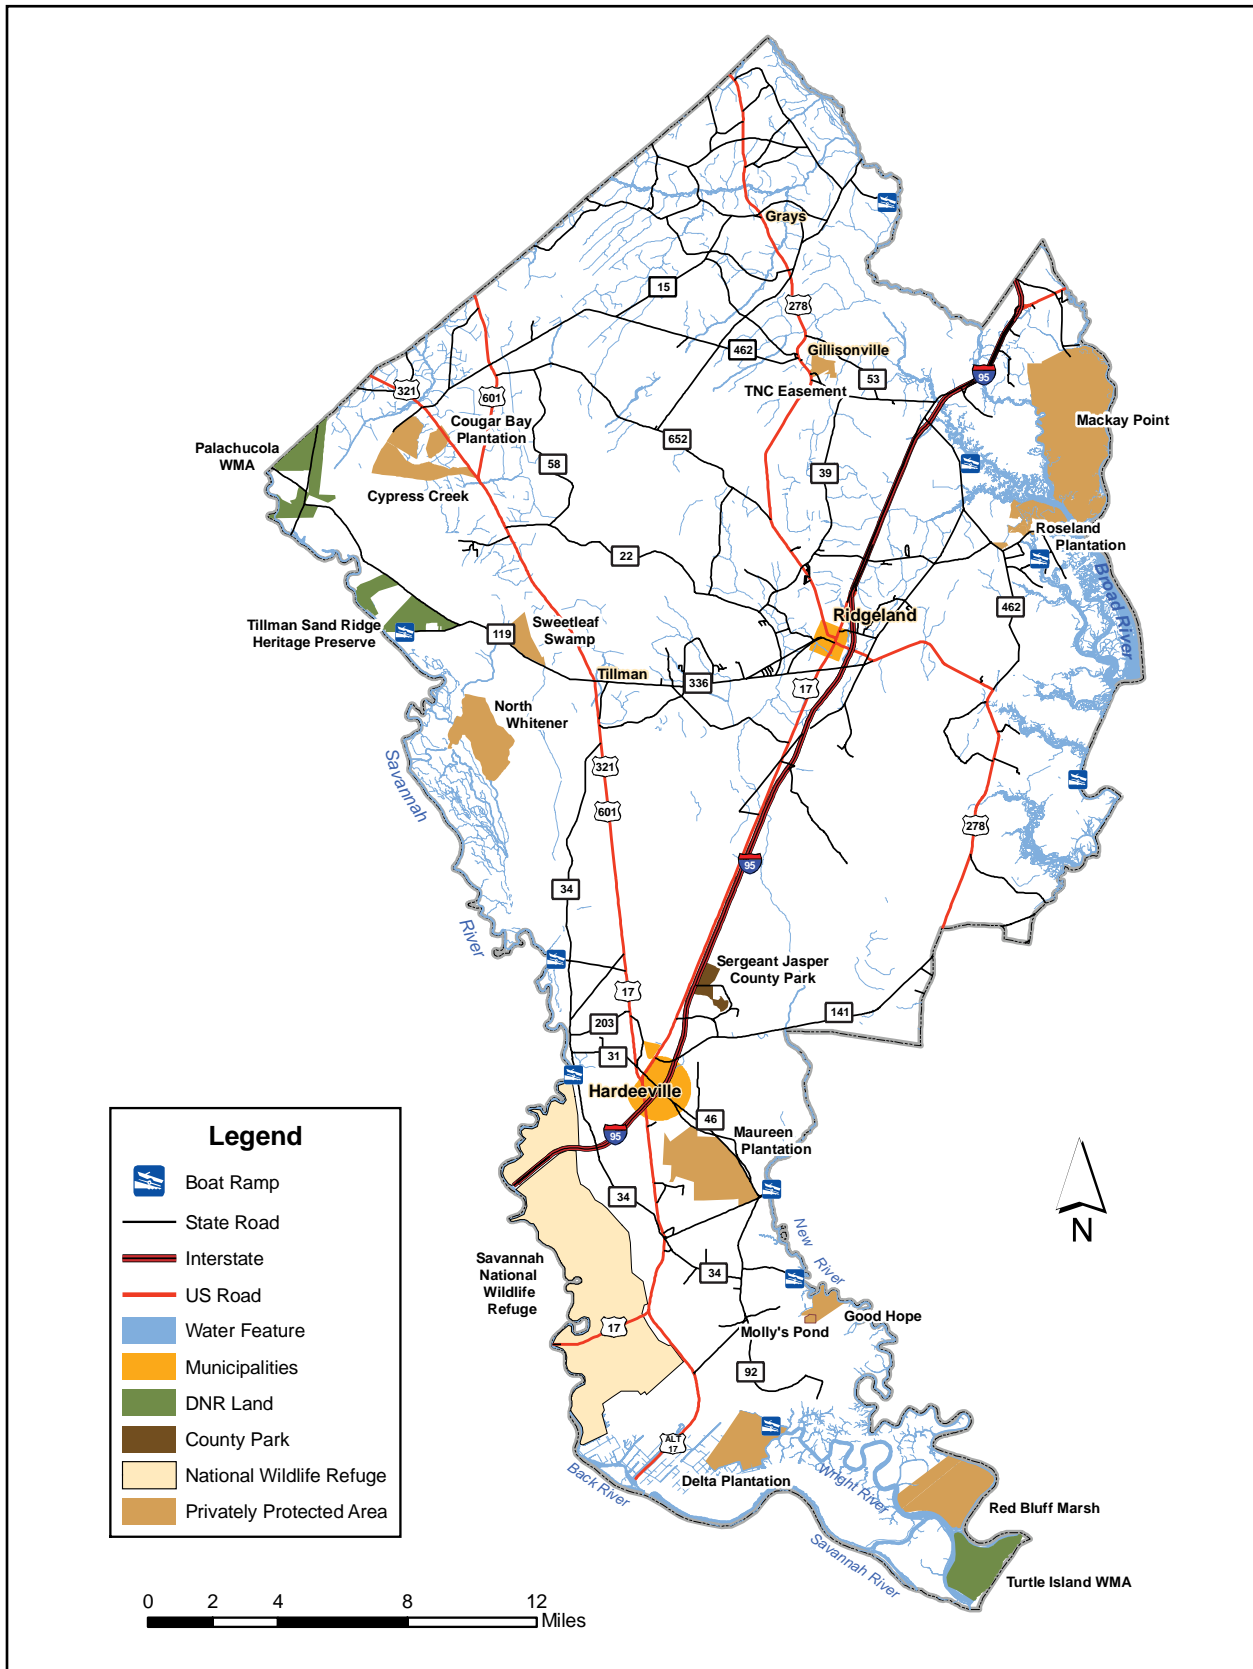 Grays
15
278
462
Gillisonville
53
95
321
601
TNC Easement
Mackay Point
Cougar Bay
Plantation
652
Palachucola
WMA
58
39
Cypress Creek
Roseland
Plantation
22
Broad River
462
Ridgeland
Tillman Sand Ridge
Heritage Preserve
119
Sweetleaf
Swamp
Tillman
336
17
North
Whitener
Savannah
321
601
278
95
34
River
Sergeant Jasper
County Park
17
141
203
31
Hardeeville
46
95
Maureen
Plantation
34
New River
Savannah
National
Wildlife
Refuge
34
Good Hope
17
Molly's Pond
92
ALT
17
Back River
Delta Plantation
Wright River
Red Bluff Marsh
Savannah River
Turtle Island WMA
Legend
Boat Ramp
State Road
Interstate
US Road
Water Feature
Municipalities
DNR Land
County Park
National Wildlife Refuge
Privately Protected Area
N
0 2 4 8 12
Miles